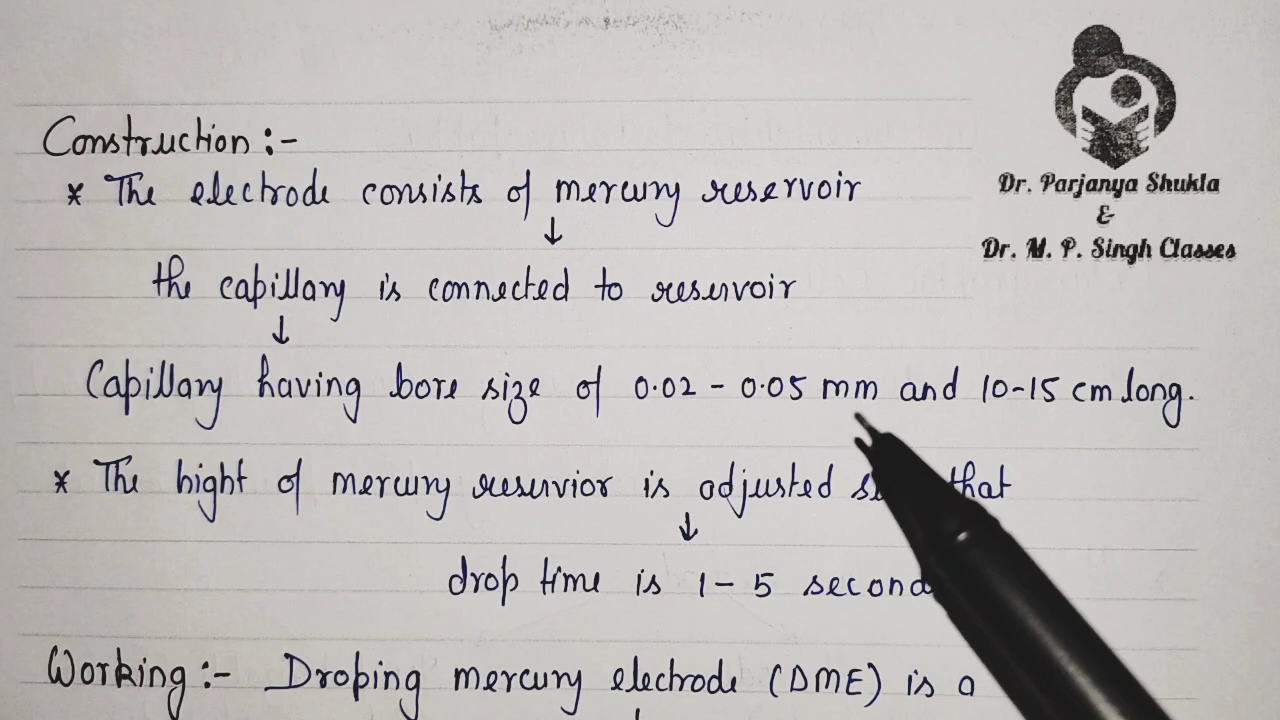 Construction :-
* The electrode consists of mercury reservoir
↓
the capillary is connected to reservoir
↓
Capillary having bore size of 0.02 - 0.05 mm and 10-15 cm long.
* The hight of mercury reservior is adjusted that
↓
drop time is 1 - 5 second
Working :- Droping mercury electrode (DME) is a
Dr. Parjanya Shukla
&
Dr. M. P. Singh Classes